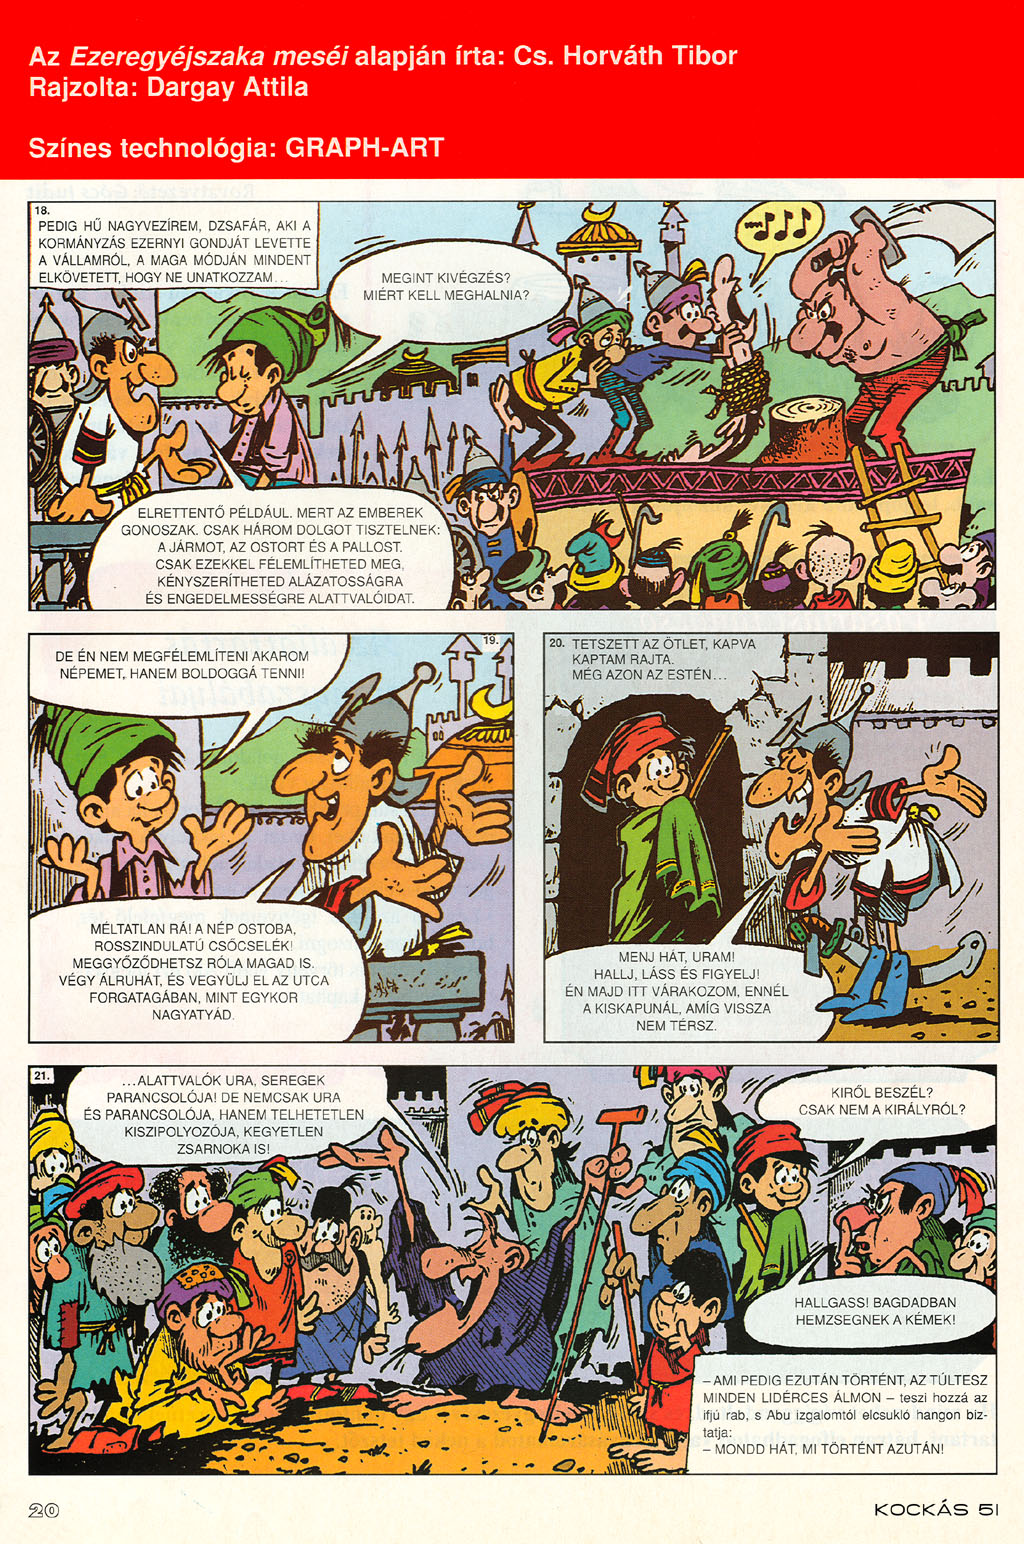 Az Ezeregyéjszaka meséi alapján írta: Cs. Horváth Tibor
Rajzolta: Dargay Attila
Színes technológia: GRAPH-ART
18.
PEDIG HŰ NAGYVEZÍREM, DZSAFÁR, AKI A
KORMÁNYZÁS EZERNYI GONDJÁT LEVETTE
A VÁLLAMRÓL, A MAGA MÓDJÁN MINDENT
ELKÖVETETT, HOGY NE UNATKOZZAM...
MEGINT KIVÉGZÉS?
MIÉRT KELL MEGHALNIA?
ELRETTENTŐ PÉLDÁUL. MERT AZ EMBEREK
GONOSZAK. CSAK HÁROM DOLGOT TISZTELNEK:
A JÁRMOT, AZ OSTORT ÉS A PALLOST.
CSAK EZEKKEL FÉLEMLÍTHETED MEG,
KÉNYSZERÍTHETED ALÁZATOSSÁGRA
ÉS ENGEDELMESSÉGRE ALATTVALÓIDAT.
19.
DE ÉN NEM MEGFÉLEMLÍTENI AKAROM
NÉPEMET, HANEM BOLDOGGÁ TENNI!
MÉLTATLAN RÁ! A NÉP OSTOBA,
ROSSZINDULATÚ CSŐCSELÉK!
MEGGYŐZŐDHETSZ RÓLA MAGAD IS.
VÉGY ÁLRUHÁT, ÉS VEGYÜLJ EL AZ UTCA
FORGATAGÁBAN, MINT EGYKOR
NAGYATYÁD.
20. TETSZETT AZ ÖTLET, KAPVA
KAPTAM RAJTA.
MÉG AZON AZ ESTÉN...
MENJ HÁT, URAM!
HALLJ, LÁSS ÉS FIGYELJ!
ÉN MAJD ITT VÁRAKOZOM, ENNÉL
A KISKAPUNÁL, AMÍG VISSZA
NEM TÉRSZ.
21.
...ALATTVALÓK URA, SEREGEK
PARANCSOLÓJA! DE NEMCSAK URA
ÉS PARANCSOLÓJA, HANEM TELHETETLEN
KISZIPOLYOZÓJA, KEGYETLEN
ZSARNOKA IS!
KIRŐL BESZÉL?
CSAK NEM A KIRÁLYRÓL?
HALLGASS! BAGDADBAN
HEMZSEGNEK A KÉMEK!
– AMI PEDIG EZUTÁN TÖRTÉNT, AZ TÚLTESZ
MINDEN LIDÉRCES ÁLMON – teszi hozzá az
ifjú rab, s Abu izgalomtól elcsukló hangon biz-
tatja:
– MONDD HÁT, MI TÖRTÉNT AZUTÁN!
20
KOCKÁS 51